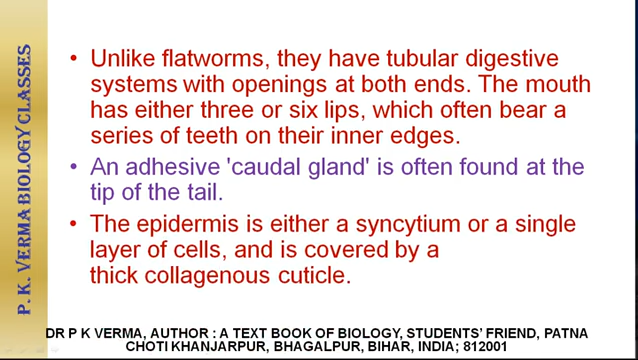 P. K. VERMA BIOLOGY CLASSES
• Unlike flatworms, they have tubular digestive
systems with openings at both ends. The mouth
has either three or six lips, which often bear a
series of teeth on their inner edges.
• An adhesive 'caudal gland' is often found at the
tip of the tail.
• The epidermis is either a syncytium or a single
layer of cells, and is covered by a
thick collagenous cuticle.
DR P K VERMA, AUTHOR : A TEXT BOOK OF BIOLOGY, STUDENTS' FRIEND, PATNA
CHOTI KHANJARPUR, BHAGALPUR, BIHAR, INDIA; 812001